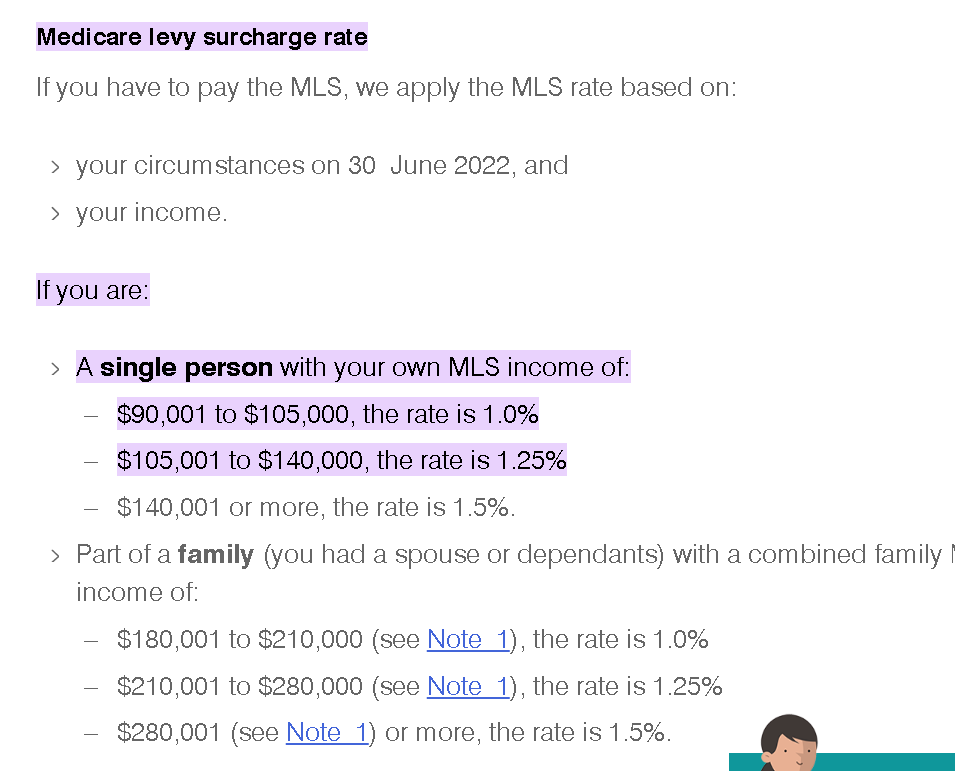 Medicare levy surcharge rate
If you have to pay the MLS, we apply the MLS rate based on:
› your circumstances on 30 June 2022, and
› your income.
If you are:
› A single person with your own MLS income of:
– $90,001 to $105,000, the rate is 1.0%
– $105,001 to $140,000, the rate is 1.25%
– $140,001 or more, the rate is 1.5%.
› Part of a family (you had a spouse or dependants) with a combined family
income of:
– $180,001 to $210,000 (see Note 1), the rate is 1.0%
– $210,001 to $280,000 (see Note 1), the rate is 1.25%
– $280,001 (see Note 1) or more, the rate is 1.5%.